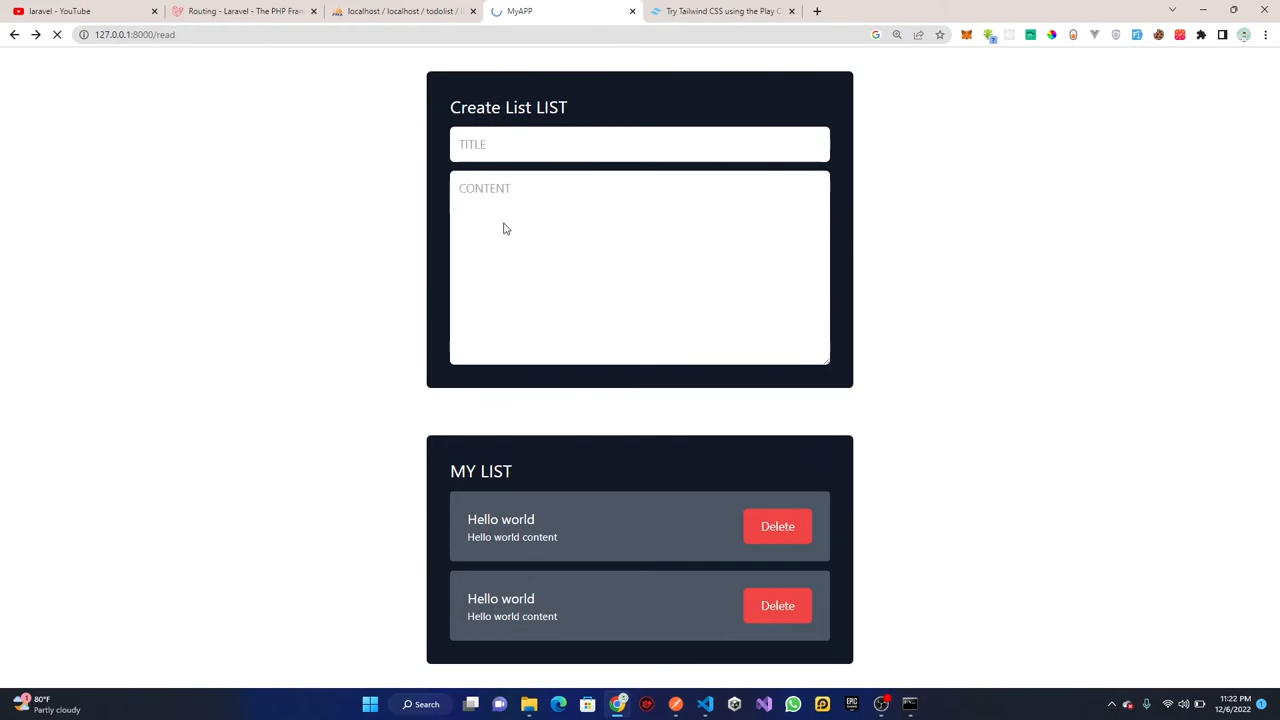 laravel - YouTube
Routing - Laravel - The PHP Fram
localhost / localhost / todolist / l
MyAPP
Try Tailwind CSS using the Play C
127.0.0.1:8000/read
Create List LIST
TITLE
CONTENT
MY LIST
Hello world
Hello world content
Delete
Hello world
Hello world content
Delete
80°F
Partly cloudy
Search
11:22 PM
12/6/2022